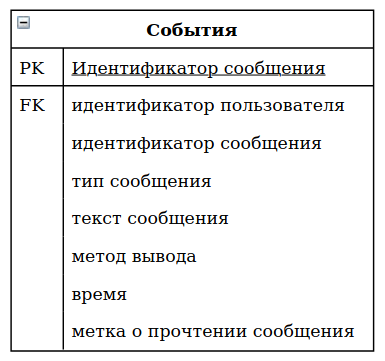 События
PK Идентификатор сообщения
FK идентификатор пользователя
идентификатор сообщения
тип сообщения
текст сообщения
метод вывода
время
метка о прочтении сообщения